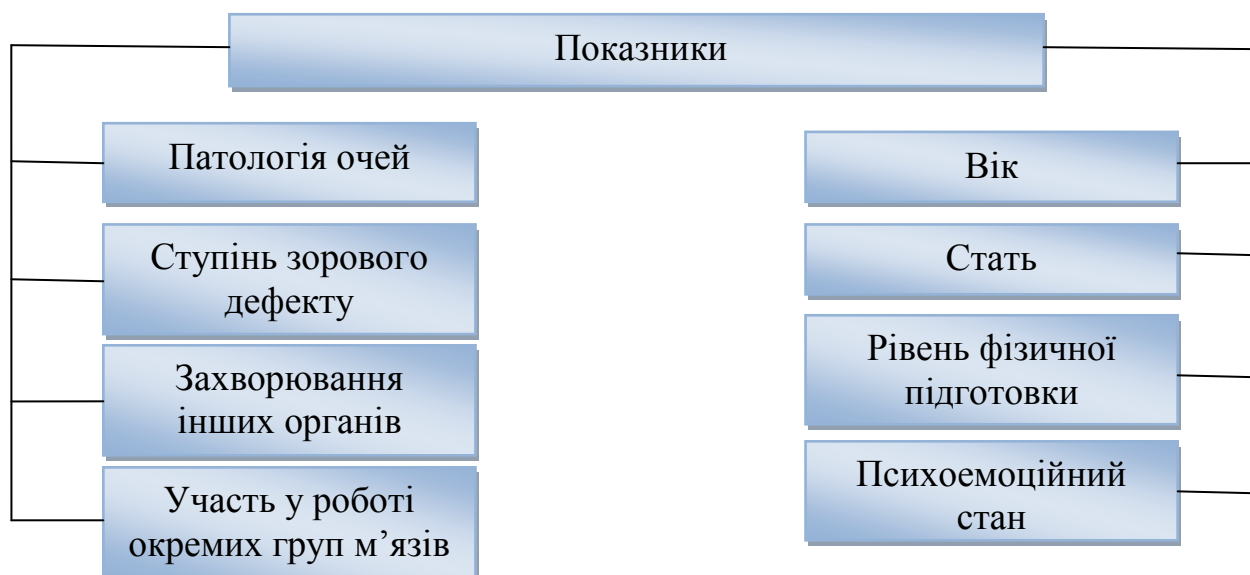 Показники
Патологія очей
Ступінь зорового
дефекту
Захворювання
інших органів
Участь у роботі
окремих груп м’язів
Вік
Стать
Рівень фізичної
підготовки
Психоемоційний
стан